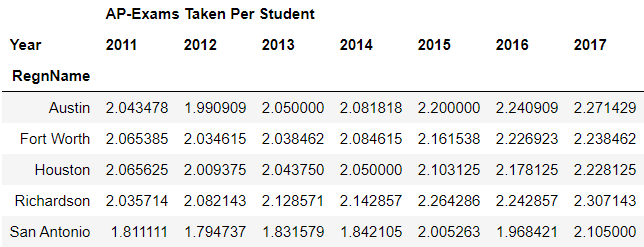 AP-Exams Taken Per Student
Year 2011 2012 2013 2014 2015 2016 2017
RegnName
Austin 2.043478 1.990909 2.050000 2.081818 2.200000 2.240909 2.271429
Fort Worth 2.065385 2.034615 2.038462 2.084615 2.161538 2.226923 2.238462
Houston 2.065625 2.009375 2.043750 2.050000 2.103125 2.178125 2.228125
Richardson 2.035714 2.082143 2.128571 2.142857 2.264286 2.242857 2.307143
San Antonio 1.811111 1.794737 1.831579 1.842105 2.005263 1.968421 2.105000